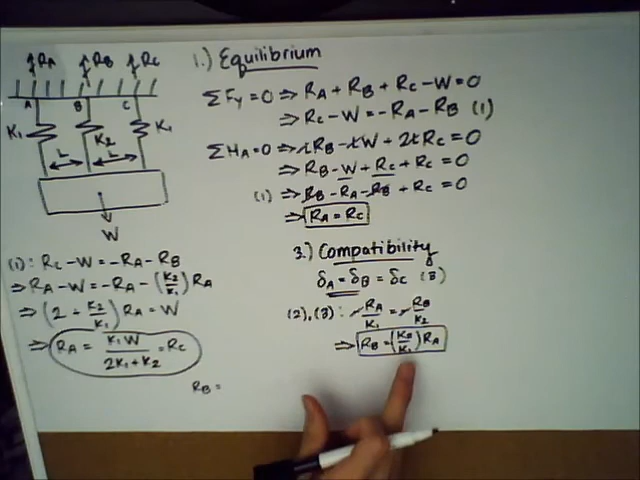 RA RB RC
A B C
K₁ K₂ K₁
L L
W
1.) Equilibrium
ΣFy=0 ⇒ RA + RB + RC - W = 0
⇒ RC - W = -RA - RB (1)
ΣMA=0 ⇒ LRB - LW + 2LRC = 0
⇒ RB - W + RC + RC = 0
(1) ⇒ RB - RA - RB + RC = 0
⇒ RA = RC
3.) Compatibility
δA = δB = δC (3)
(2),(3): -RA/K₁ = -RB/K₂
⇒ RB = (K₂/K₁)RA
(1): RC - W = -RA - RB
⇒ RA - W = -RA - (K₂/K₁)RA
⇒ (2 + K₂/K₁)RA = W
⇒ RA = K₁W/2K₁+K₂ = RC
RB =